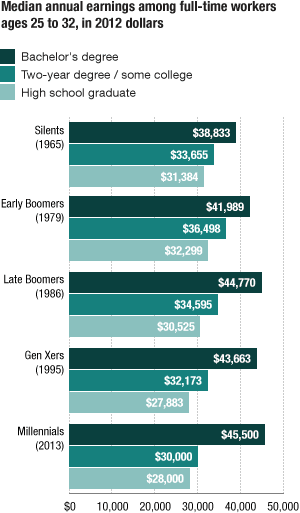 Median annual earnings among full-time workers
ages 25 to 32, in 2012 dollars
Bachelor's degree
Two-year degree / some college
High school graduate
Silents
(1965)
$38,833
$33,655
$31,384
Early Boomers
(1979)
$41,989
$36,498
$32,299
Late Boomers
(1986)
$44,770
$34,595
$30,525
Gen Xers
(1995)
$43,663
$32,173
$27,883
Millennials
(2013)
$45,500
$30,000
$28,000
$0 10,000 20,000 30,000 40,000 50,000